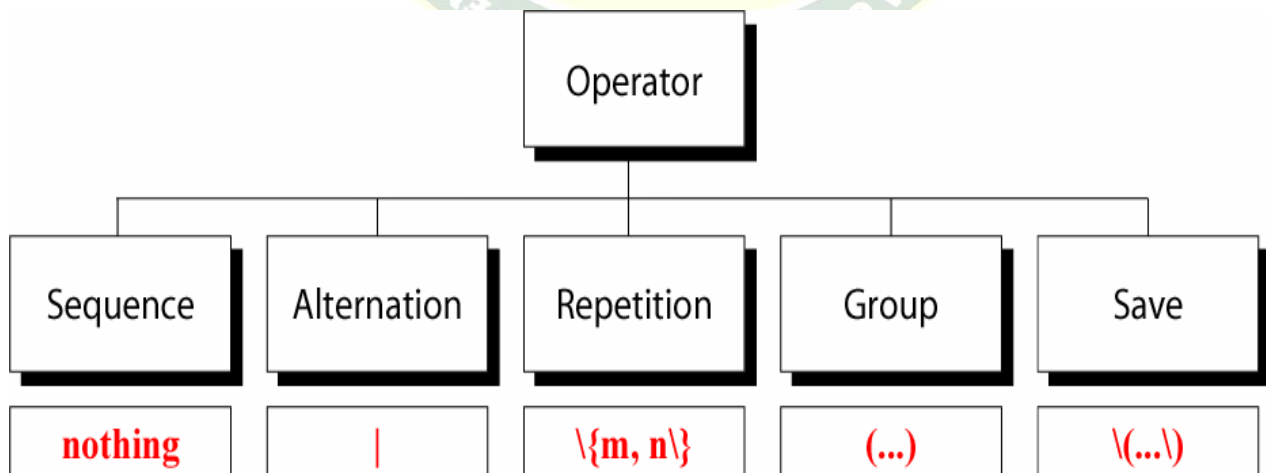 Operator
Sequence Alternation Repetition Group Save
nothing | \{m, n\} (...) \(...\)